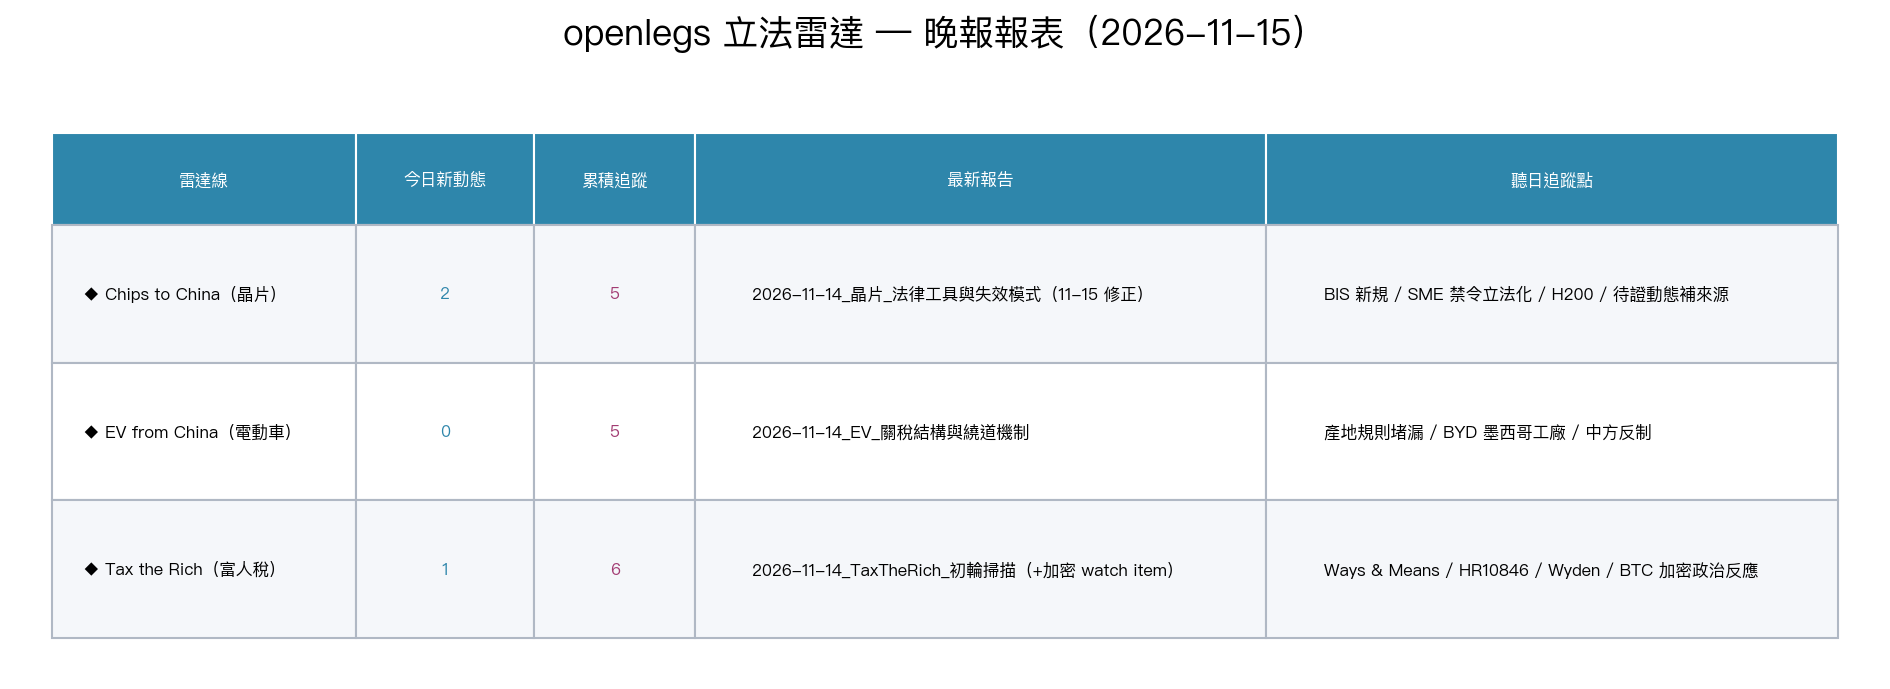 openlegs 立法雷達 — 晚報報表（2026-11-15）
雷達線 今日新動態 累積追蹤 最新報告 聽日追蹤點
◆ Chips to China（晶片） 2 5 2026-11-14_晶片_法律工具與失效模式（11-15 修正） BIS 新規 / SME 禁令立法化 / H200 / 待證動態補來源
◆ EV from China（電動車） 0 5 2026-11-14_EV_關稅結構與繞道機制 產地規則堵漏 / BYD 墨西哥工廠 / 中方反制
◆ Tax the Rich（富人稅） 1 6 2026-11-14_TaxTheRich_初輪掃描（+加密 watch item） Ways & Means / HR10846 / Wyden / BTC 加密政治反應